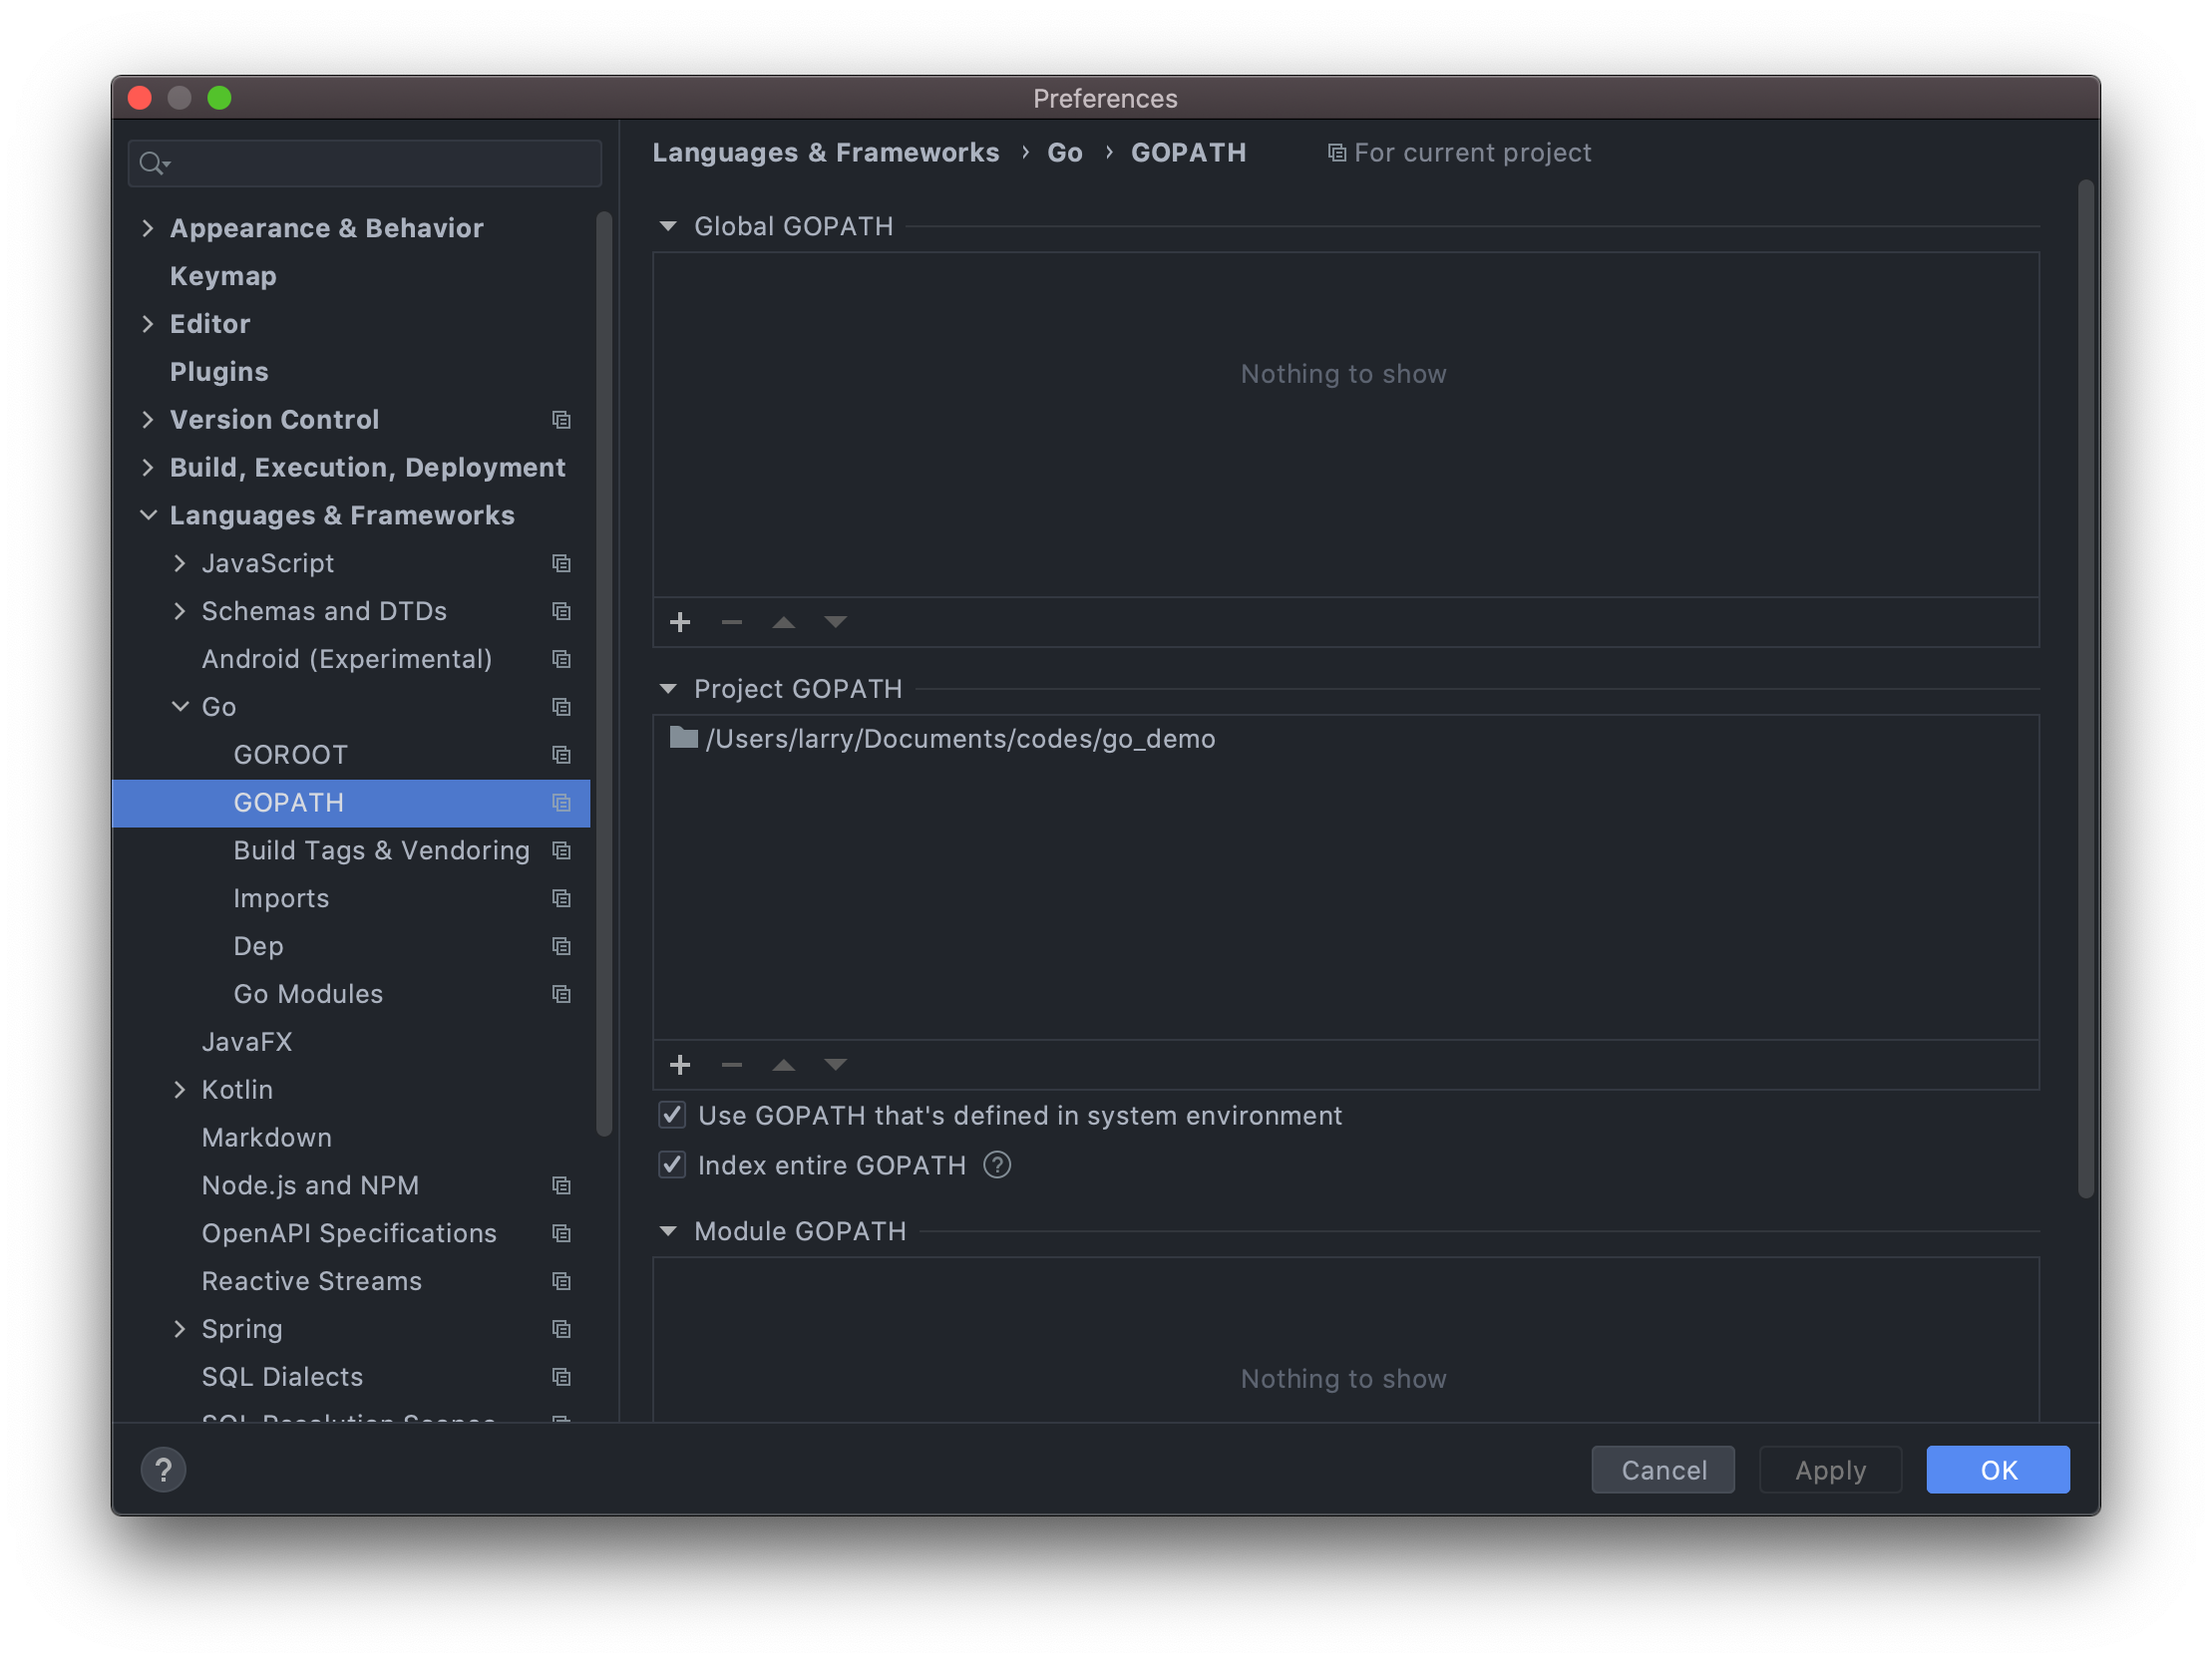 Preferences
Appearance & Behavior
Keymap
Editor
Plugins
Version Control
Build, Execution, Deployment
Languages & Frameworks
JavaScript
Schemas and DTDs
Android (Experimental)
Go
GOROOT
GOPATH
Build Tags & Vendoring
Imports
Dep
Go Modules
JavaFX
Kotlin
Markdown
Node.js and NPM
OpenAPI Specifications
Reactive Streams
Spring
SQL Dialects
SQL Resolution Scopes
Languages & Frameworks › Go › GOPATH For current project
Global GOPATH
Nothing to show
Project GOPATH
/Users/larry/Documents/codes/go_demo
Use GOPATH that's defined in system environment
Index entire GOPATH ?
Module GOPATH
Nothing to show
? Cancel Apply OK